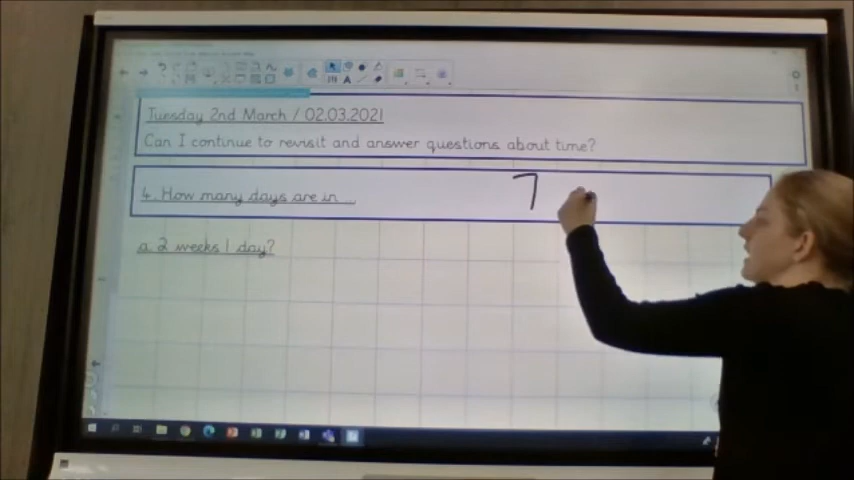 Tuesday 2nd March / 02.03.2021
Can I continue to revisit and answer questions about time?
4. How many days are in ...
7
a. 2 weeks 1 day?